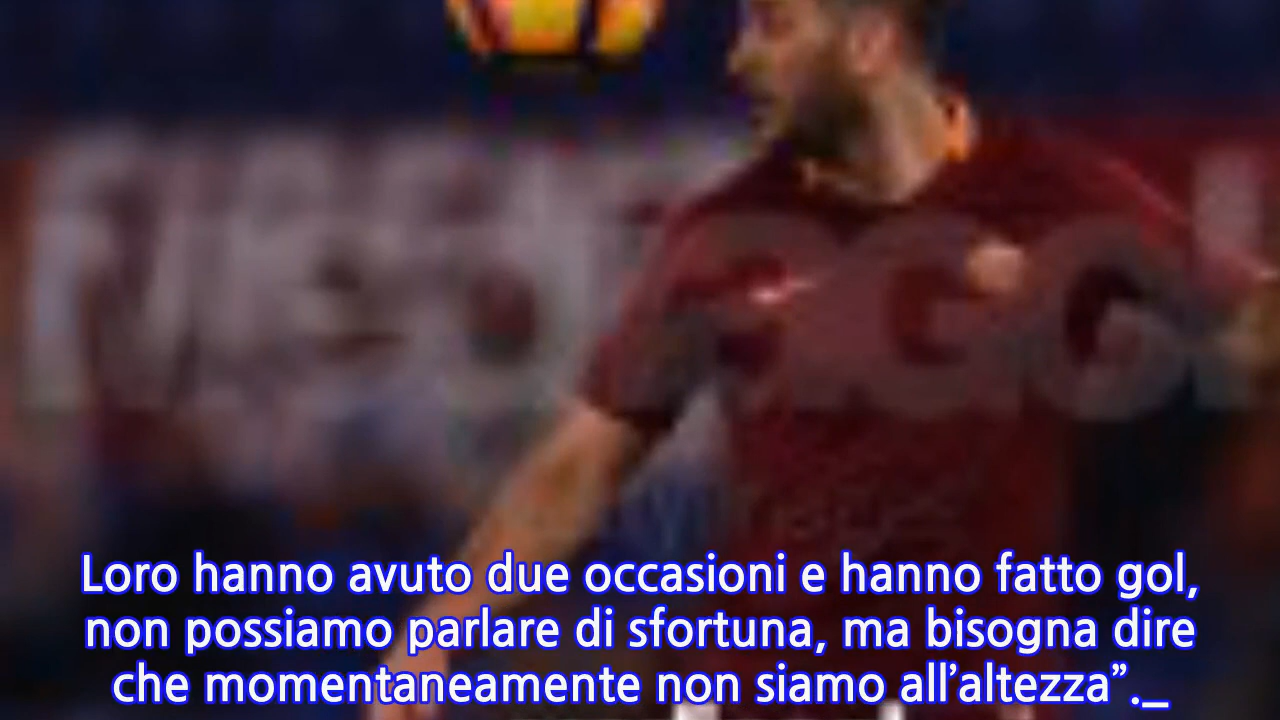 Loro hanno avuto due occasioni e hanno fatto gol,
non possiamo parlare di sfortuna, ma bisogna dire
che momentaneamente non siamo all’altezza”._